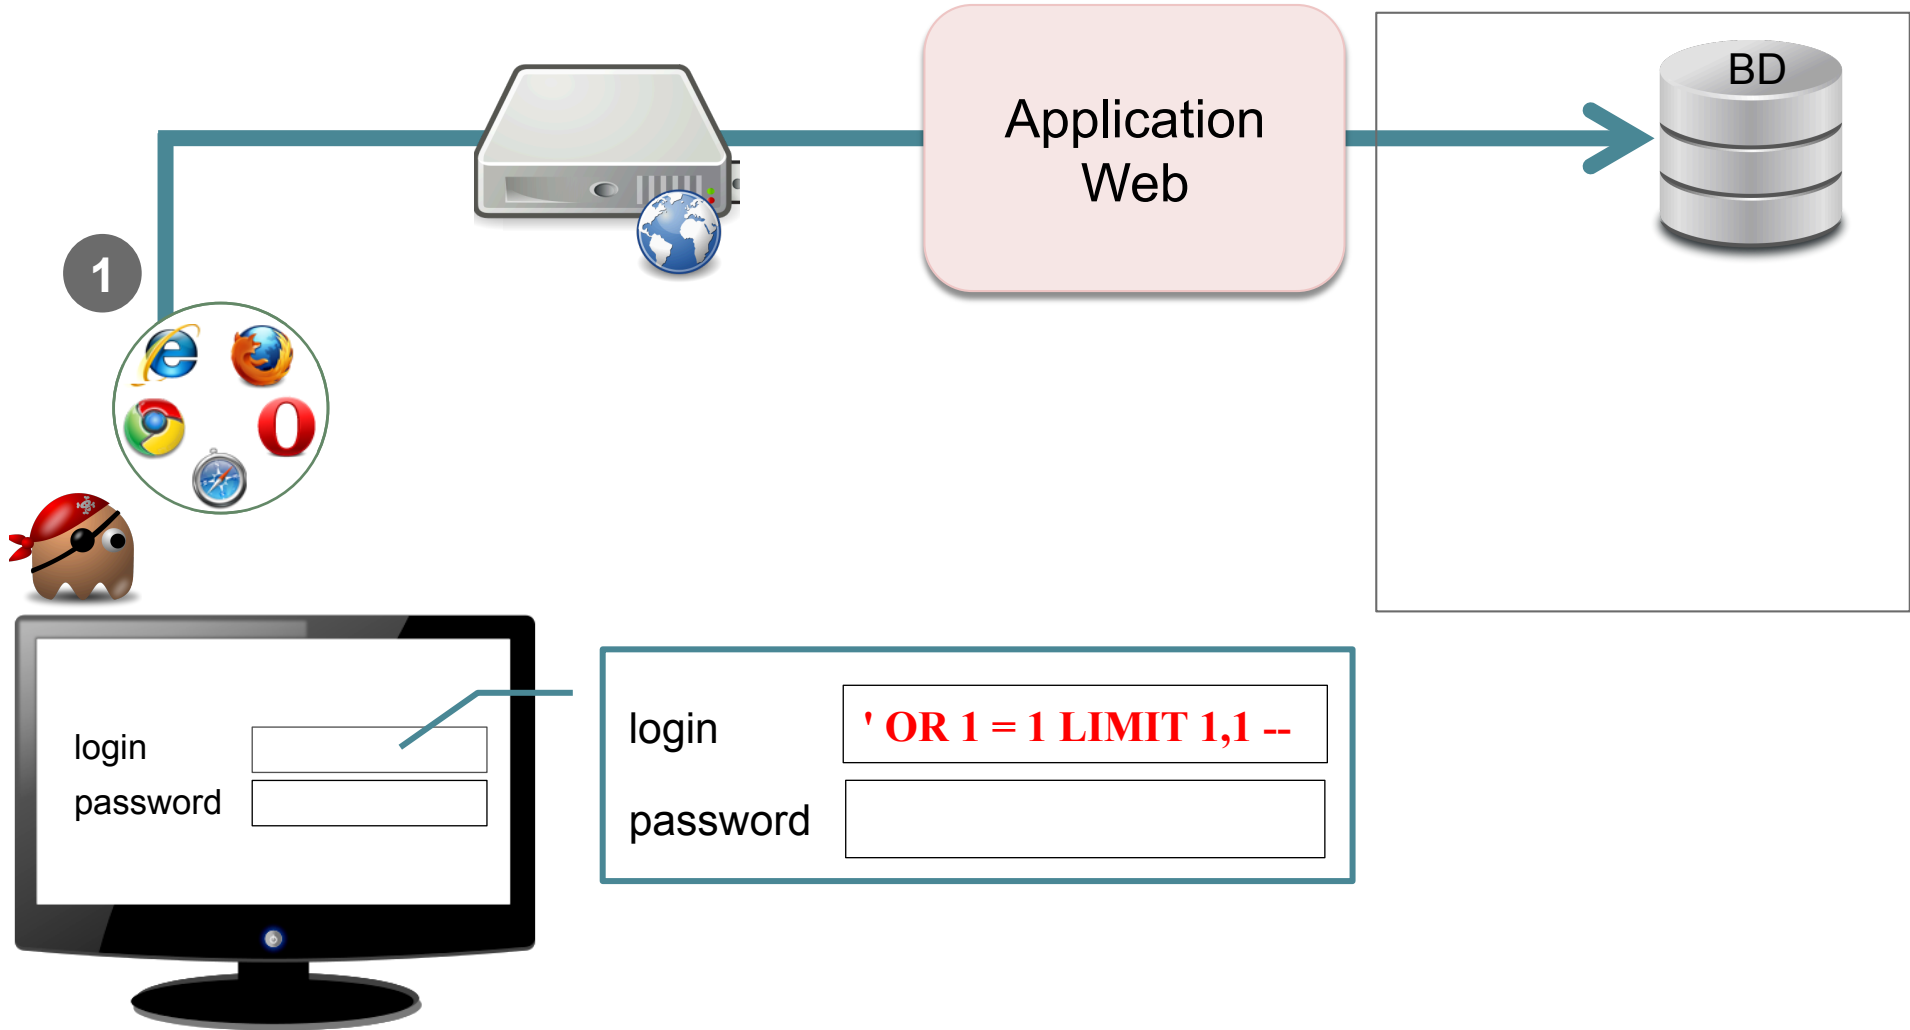 Application
Web
BD
1
login
password
login
' OR 1 = 1 LIMIT 1,1 --
password